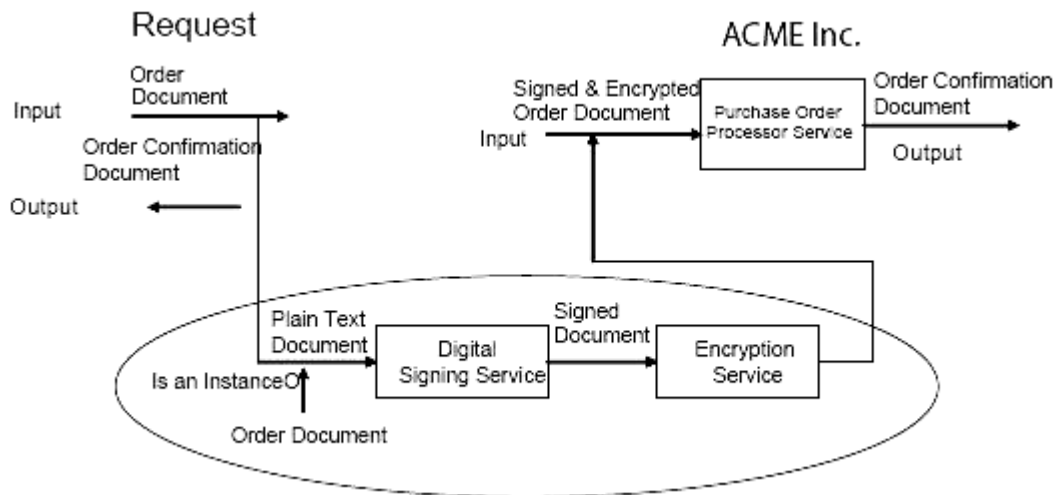 Request
ACME Inc.
Order
Document
Input
Order Confirmation
Document
Output
Signed & Encrypted
Order Document
Input
Purchase Order
Processor Service
Order Confirmation
Document
Output
Plain Text
Document
Is an InstanceO
Order Document
Digital
Signing Service
Signed
Document
Encryption
Service